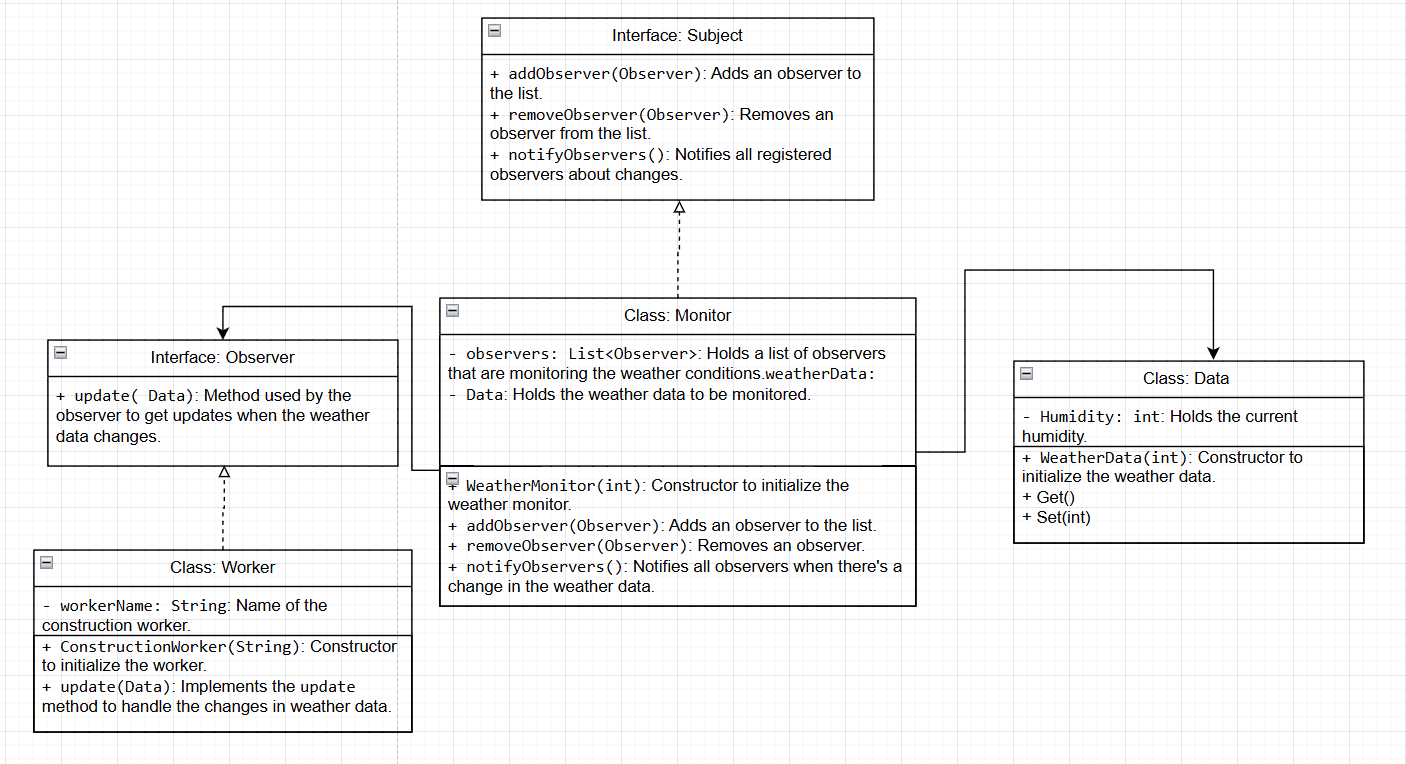 Interface: Subject
+ addObserver(Observer): Adds an observer to
the list.
+ removeObserver(Observer): Removes an
observer from the list.
+ notifyObservers(): Notifies all registered
observers about changes.
Class: Monitor
- observers: List<Observer>: Holds a list of observers
that are monitoring the weather conditions.weatherData:
- Data: Holds the weather data to be monitored.
+ WeatherMonitor(int): Constructor to initialize the
weather monitor.
+ addObserver(Observer): Adds an observer to the list.
+ removeObserver(Observer): Removes an observer.
+ notifyObservers(): Notifies all observers when there's a
change in the weather data.
Interface: Observer
+ update( Data): Method used by the
observer to get updates when the weather
data changes.
Class: Worker
- workerName: String: Name of the
construction worker.
+ ConstructionWorker(String): Constructor
to initialize the worker.
+ update(Data): Implements the update
method to handle the changes in weather data.
Class: Data
- Humidity: int: Holds the current
humidity.
+ WeatherData(int): Constructor to
initialize the weather data.
+ Get()
+ Set(int)